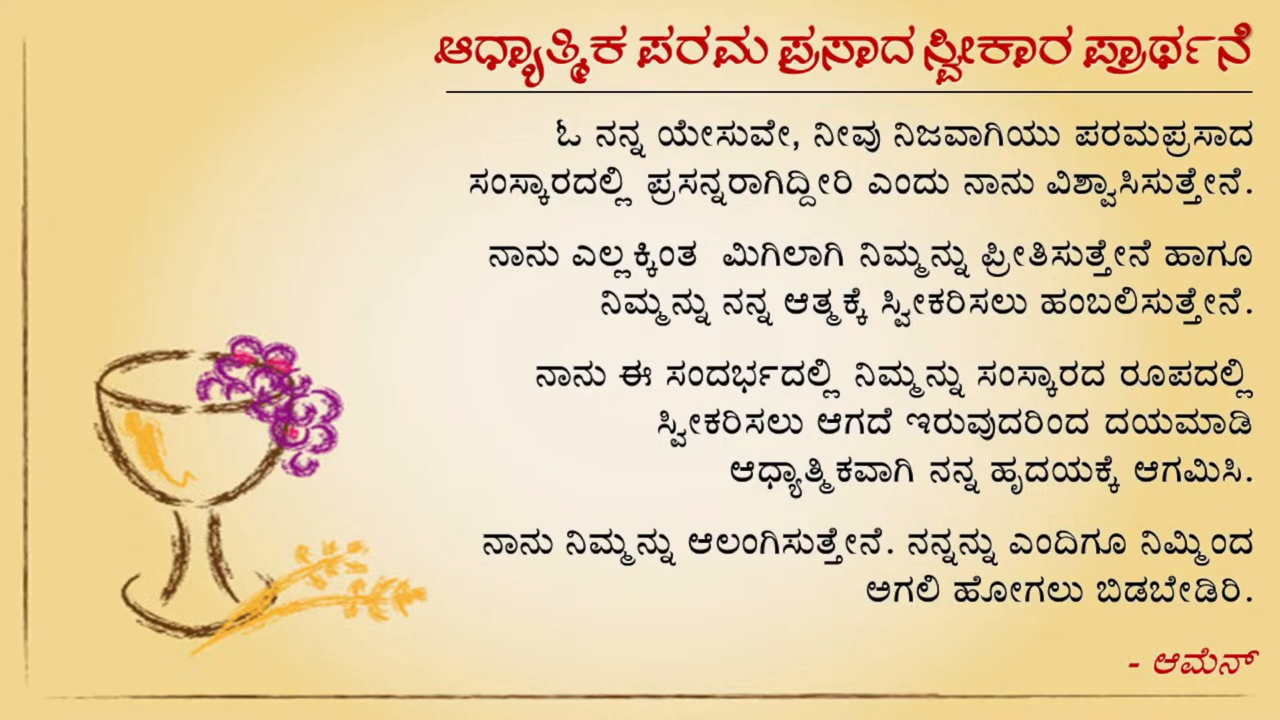 ಆಧ್ಯಾತ್ಮಿಕ ಪರಮ ಪ್ರಸಾದ ಸ್ವೀಕಾರ ಪ್ರಾರ್ಥನೆ
ಓ ನನ್ನ ಯೇಸುವೇ, ನೀವು ನಿಜವಾಗಿಯು ಪರಮಪ್ರಸಾದ
ಸಂಸ್ಕಾರದಲ್ಲಿ ಪ್ರಸನ್ನರಾಗಿದ್ದೀರಿ ಎಂದು ನಾನು ವಿಶ್ವಾಸಿಸುತ್ತೇನೆ.
ನಾನು ಎಲ್ಲಕ್ಕಿಂತ ಮಿಗಿಲಾಗಿ ನಿಮ್ಮನ್ನು ಪ್ರೀತಿಸುತ್ತೇನೆ ಹಾಗೂ
ನಿಮ್ಮನ್ನು ನನ್ನ ಆತ್ಮಕ್ಕೆ ಸ್ವೀಕರಿಸಲು ಹಂಬಲಿಸುತ್ತೇನೆ.
ನಾನು ಈ ಸಂದರ್ಭದಲ್ಲಿ ನಿಮ್ಮನ್ನು ಸಂಸ್ಕಾರದ ರೂಪದಲ್ಲಿ
ಸ್ವೀಕರಿಸಲು ಆಗದೆ ಇರುವುದರಿಂದ ದಯಮಾಡಿ
ಆಧ್ಯಾತ್ಮಿಕವಾಗಿ ನನ್ನ ಹೃದಯಕ್ಕೆ ಆಗಮಿಸಿ.
ನಾನು ನಿಮ್ಮನ್ನು ಆಲಂಗಿಸುತ್ತೇನೆ. ನನ್ನನ್ನು ಎಂದಿಗೂ ನಿಮ್ಮಿಂದ
ಅಗಲಿ ಹೋಗಲು ಬಿಡಬೇಡಿರಿ.
- ಆಮೆನ್